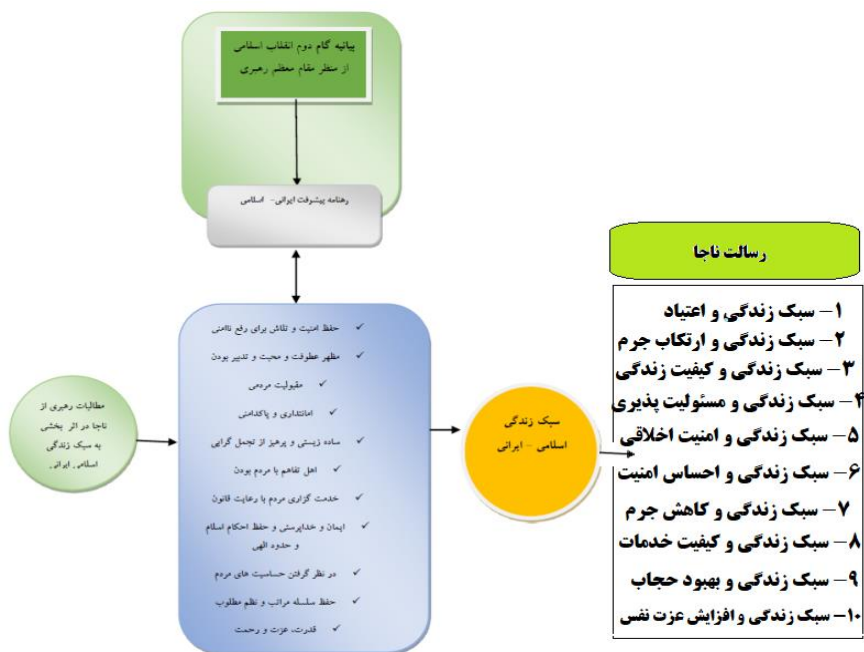 بیانیه گام دوم انقلاب اسلامی
از منظر مقام معظم رهبری
رهنامه پیشرفت ایرانی- اسلامی
رسالت ناجا
۱- سبک زندگی و اعتیاد
۲- سبک زندگی و ارتکاب جرم
۳- سبک زندگی و کیفیت زندگی
۴- سبک زندگی و مسئولیت پذیری
۵- سبک زندگی و امنیت اخلاقی
۶- سبک زندگی و احساس امنیت
۷- سبک زندگی و کاهش جرم
۸- سبک زندگی و کیفیت خدمات
۹- سبک زندگی و بهبود حجاب
۱۰- سبک زندگی و افزایش عزت نفس
سبک زندگی
اسلامی - ایرانی
✓ حفظ امنیت و تلاش برای رفع ناامنی
✓ مظهر عطوفت و محبت و تدبیر بودن
✓ مقبولیت مردمی
✓ امانتداری و پاکدامنی
✓ ساده زیستی و پرهیز از تجمل گرایی
✓ اهل تفاهم با مردم بودن
✓ خدمت گزاری مردم با رعایت قانون
✓ ایمان و خداپرستی و حفظ احکام اسلام
و حدود الهی
✓ در نظر گرفتن حساسیت های مردم
✓ حفظ سلسله مراتب و نظم مطلوب
✓ قدرت، عزت و رحمت
مطالبات رهبری از
ناجا در اثر بخشی
به سبک زندگی
اسلامی ایرانی